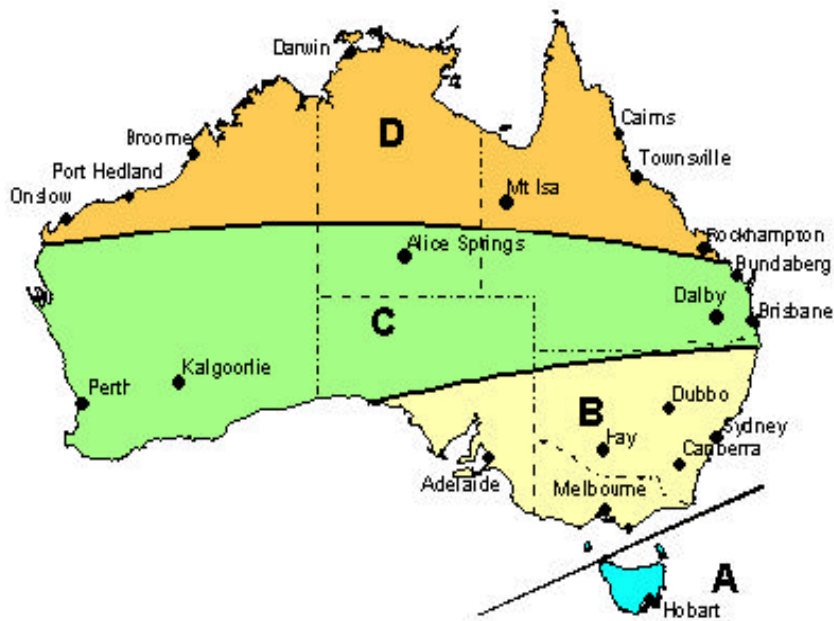 Darwin
D
Cairns
Broome
Townsville
Port Hedland
Mt Isa
Onslow
Rockhampton
Alice Springs
Bundaberg
Dalby
Brisbane
C
Kalgoorlie
Perth
Dubbo
B
Sydney
Hay
Canberra
Adelaide
Melbourne
A
Hobart